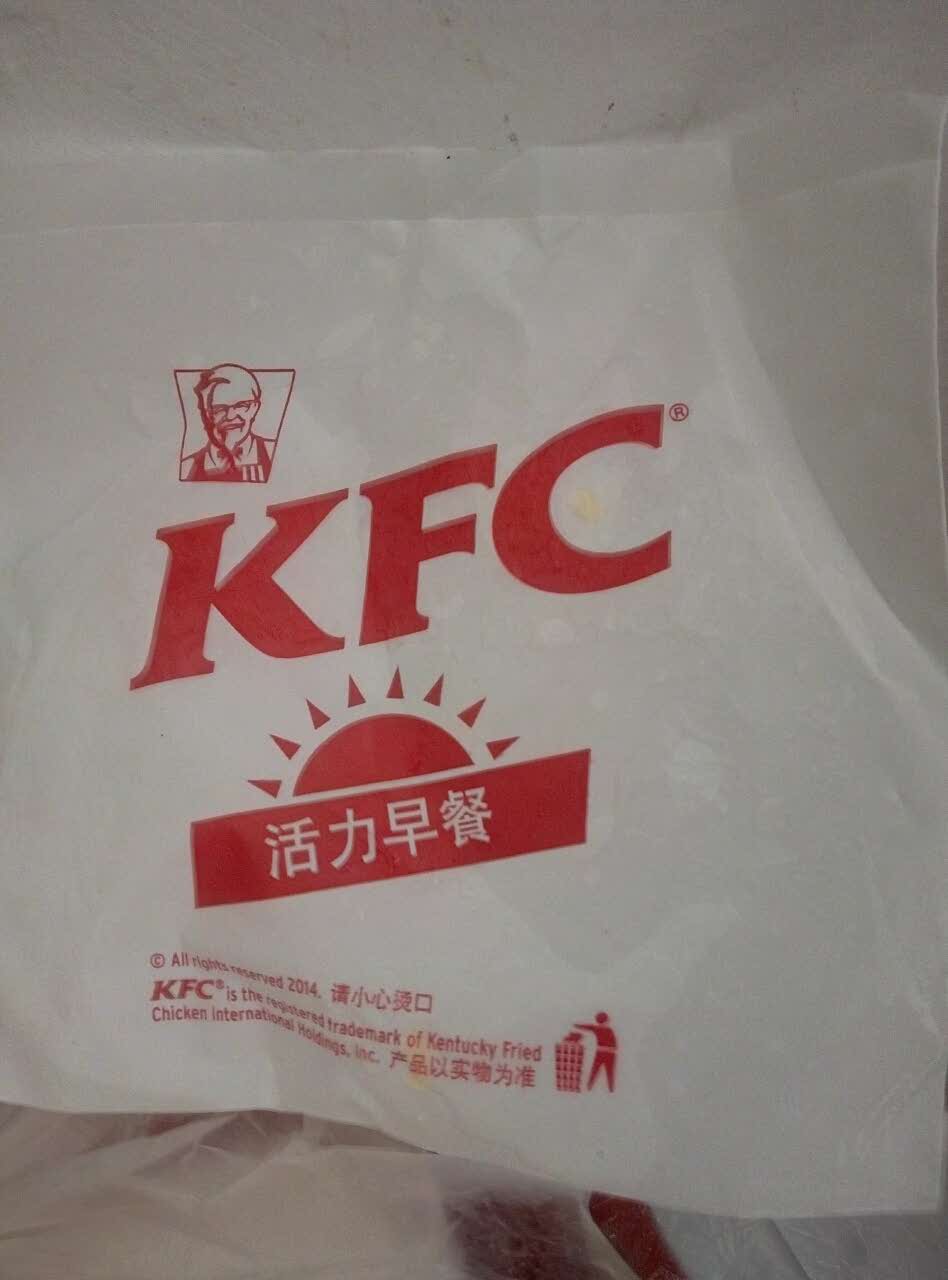 KFC®
活力早餐
© All rights reserved 2014. 请小心烫口
KFC® is the registered trademark of Kentucky Fried
Chicken International Holdings, Inc. 产品以实物为准